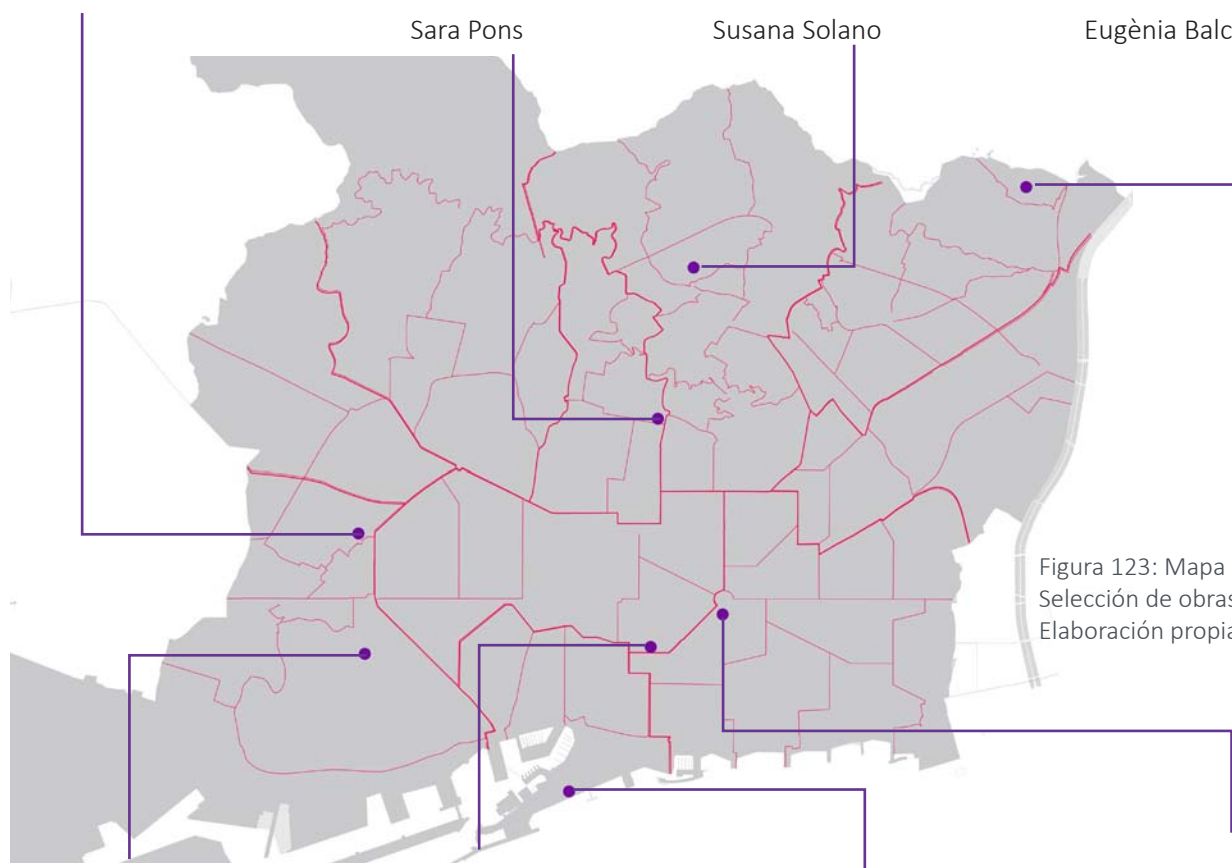 Sara Pons
Susana Solano
Eugènia Balc
Figura 123: Mapa
Selección de obras
Elaboración propia